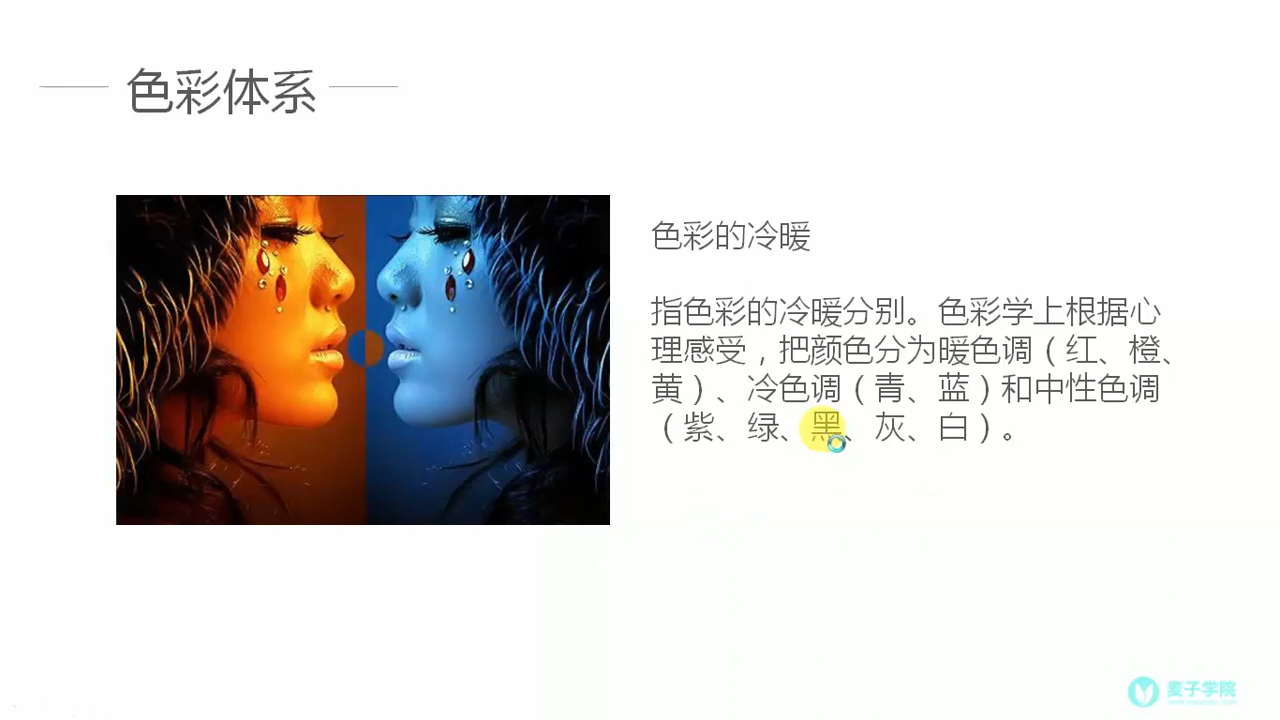 色彩体系
色彩的冷暖
指色彩的冷暖分别。色彩学上根据心
理感受，把颜色分为暖色调（红、橙、
黄）、冷色调（青、蓝）和中性色调
（紫、绿、黑、灰、白）。
麦子学院